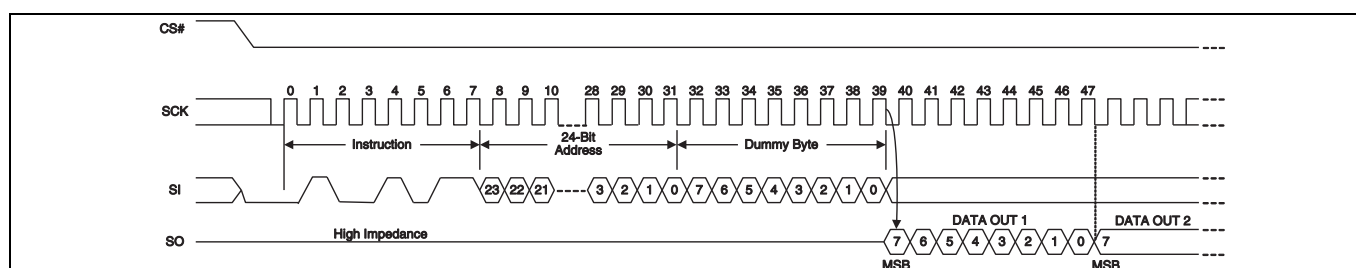 CS#
0 1 2 3 4 5 6 7 8 9 10 28 29 30 31 32 33 34 35 36 37 38 39 40 41 42 43 44 45 46 47
SCK
Instruction
24-Bit
Address
Dummy Byte
SI
23 22 21 3 2 1 0 7 6 5 4 3 2 1 0
DATA OUT 1
DATA OUT 2
SO
High Impedance
7 6 5 4 3 2 1 0 7
MSB
MSB